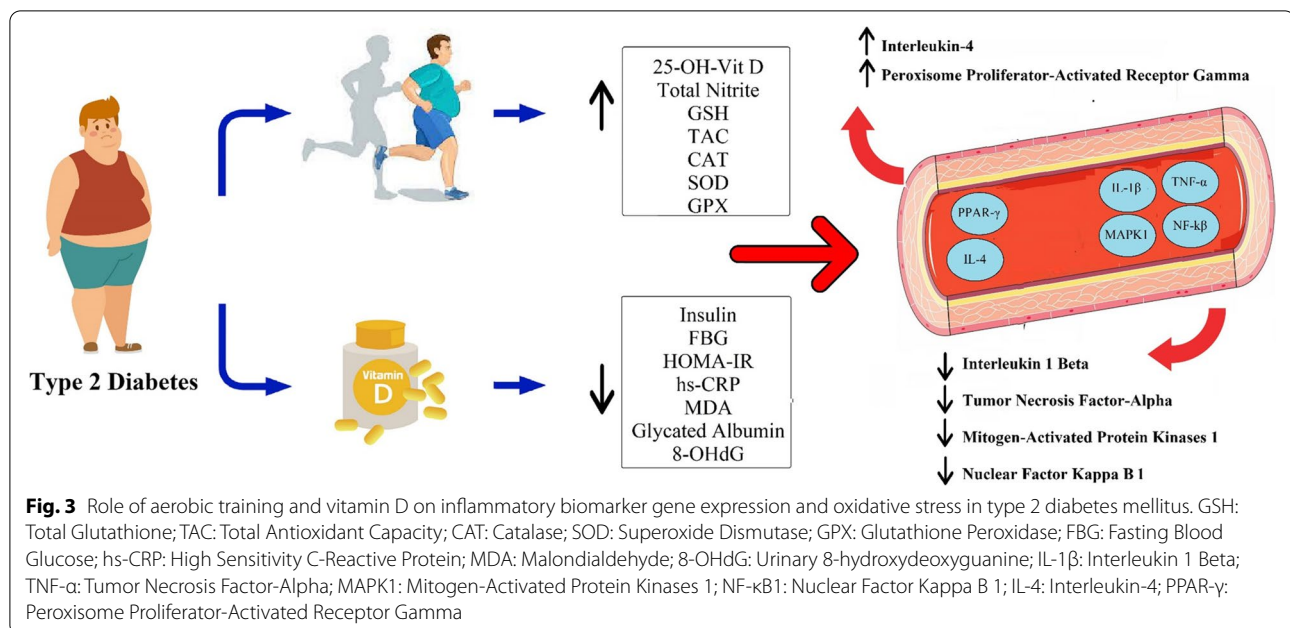 Type 2 Diabetes
Vitamin
D
25-OH-Vit D
Total Nitrite
GSH
TAC
CAT
SOD
GPX
Insulin
FBG
HOMA-IR
hs-CRP
MDA
Glycated Albumin
8-OHdG
Interleukin-4
Peroxisome Proliferator-Activated Receptor Gamma
PPAR-γ
IL-4
IL-1β
TNF-α
MAPK1
NF-kβ
Interleukin 1 Beta
Tumor Necrosis Factor-Alpha
Mitogen-Activated Protein Kinases 1
Nuclear Factor Kappa B 1
Fig. 3 Role of aerobic training and vitamin D on inflammatory biomarker gene expression and oxidative stress in type 2 diabetes mellitus. GSH:
Total Glutathione; TAC: Total Antioxidant Capacity; CAT: Catalase; SOD: Superoxide Dismutase; GPX: Glutathione Peroxidase; FBG: Fasting Blood
Glucose; hs-CRP: High Sensitivity C-Reactive Protein; MDA: Malondialdehyde; 8-OHdG: Urinary 8-hydroxydeoxyguanine; IL-1β: Interleukin 1 Beta;
TNF-α: Tumor Necrosis Factor-Alpha; MAPK1: Mitogen-Activated Protein Kinases 1; NF-κB1: Nuclear Factor Kappa B 1; IL-4: Interleukin-4; PPAR-γ:
Peroxisome Proliferator-Activated Receptor Gamma